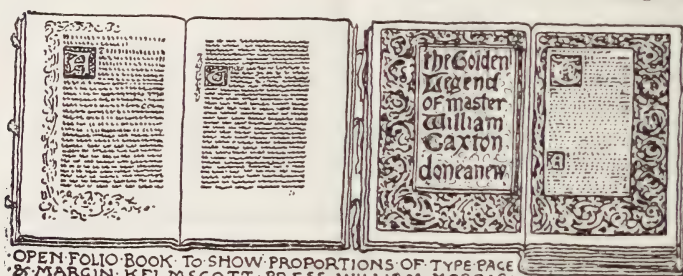 the Golden
Legend
of master
William
Caxton
done anew.
OPEN·FOLIO·BOOK·TO·SHOW·PROPORTIONS·OF·TYPE·PAGE
& MARGIN: KELMSCOTT·PRESS·WILLIAM·MORRIS